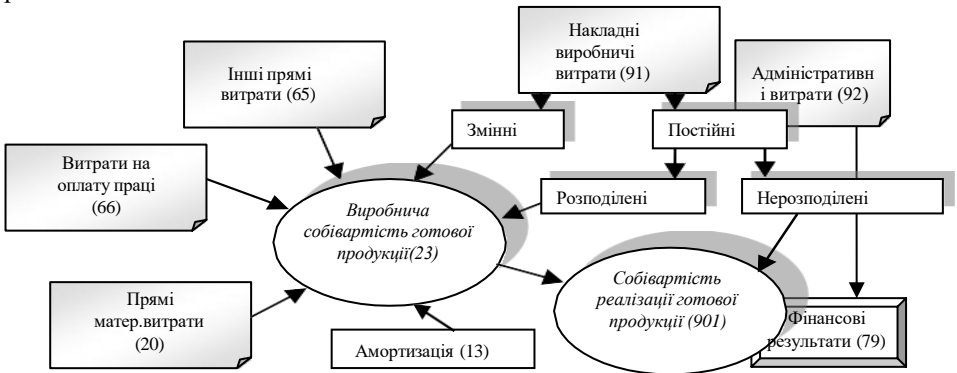 Накладні
виробничі
витрати (91)
Інші прямі
витрати (65)
Адміністративн
і витрати (92)
Змінні
Постійні
Витрати на
оплату праці
(66)
Розподілені
Нерозподілені
Виробнича
собівартість готової
продукції(23)
Собівартість
реалізації готової
продукції (901)
Прямі
матер.витрати
(20)
Амортизація (13)
Фінансові
результати (79)